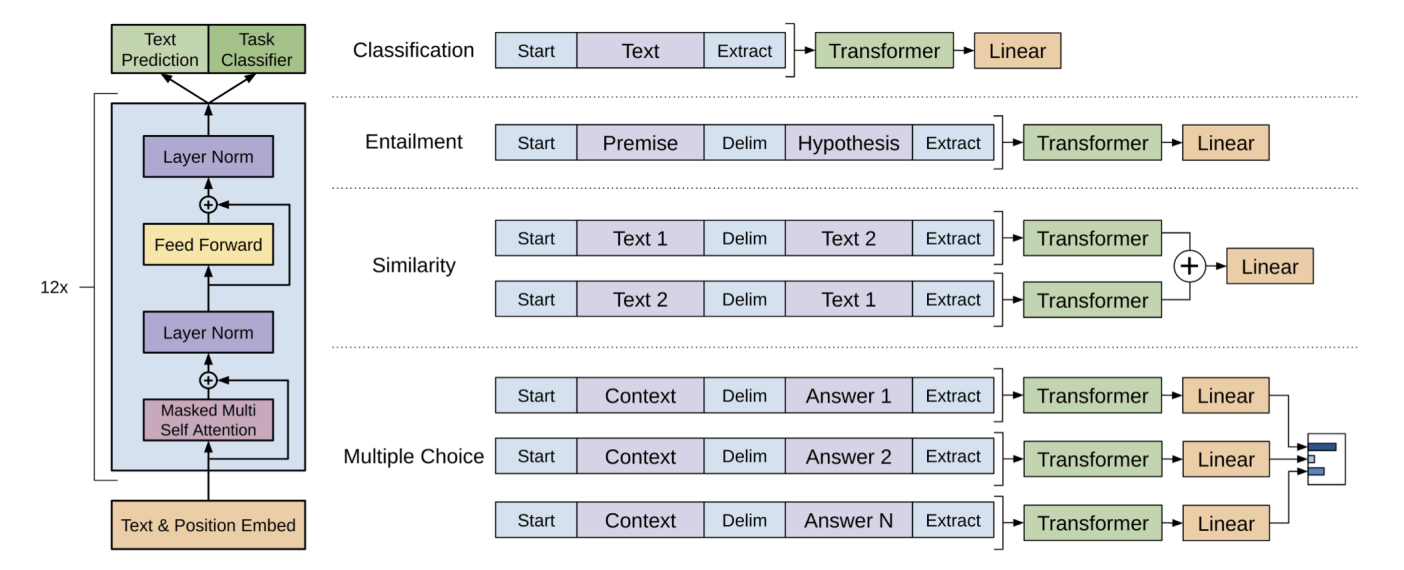 Text
Prediction
Task
Classifier
12x
Layer Norm
+
Feed Forward
Layer Norm
+
Masked Multi
Self Attention
Text & Position Embed
Classification
Start Text Extract Transformer Linear
Entailment
Start Premise Delim Hypothesis Extract Transformer Linear
Similarity
Start Text 1 Delim Text 2 Extract Transformer
+ Linear
Start Text 2 Delim Text 1 Extract Transformer
Multiple Choice
Start Context Delim Answer 1 Extract Transformer Linear
Start Context Delim Answer 2 Extract Transformer Linear
Start Context Delim Answer N Extract Transformer Linear